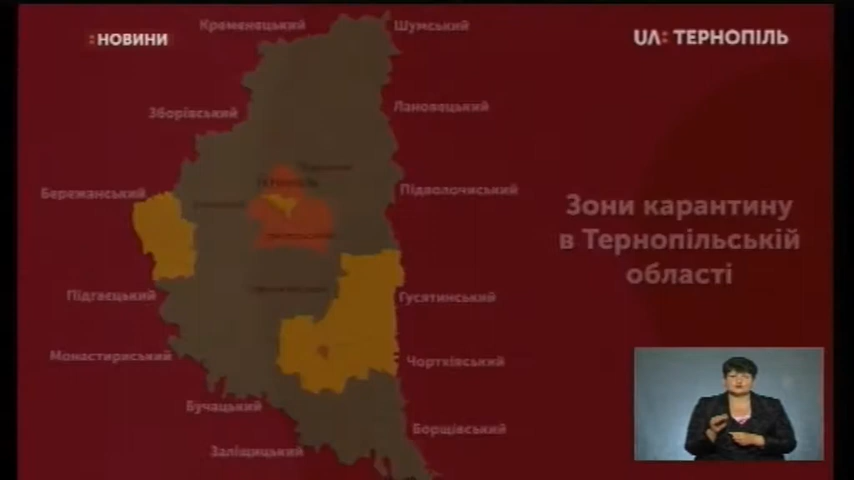 :НОВИНИ
UA: ТЕРНОПІЛЬ
Кременецький
Шумський
Зборівський
Лановецький
Бережанський
Підволочиський
Зони карантину
в Тернопільській
області
Підгаєцький
Гусятинський
Монастириський
Чортківський
Бучацький
Борщівський
Заліщицький